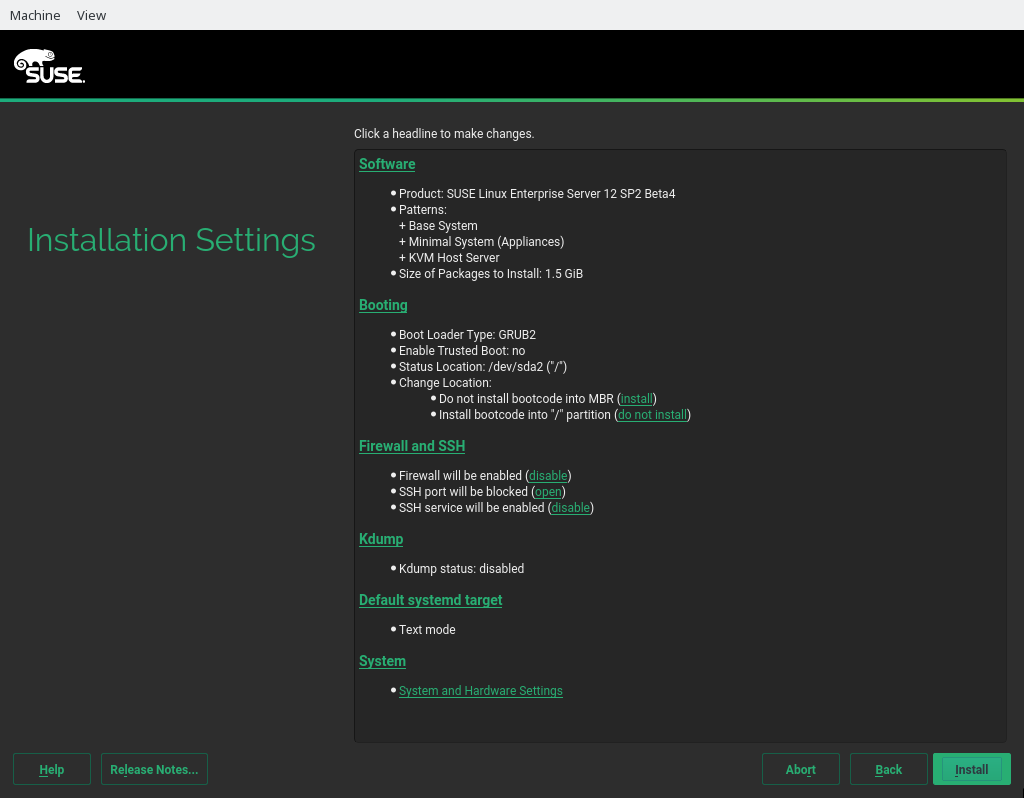 Machine View
SUSE.
Click a headline to make changes.
Installation Settings
Software
Product: SUSE Linux Enterprise Server 12 SP2 Beta4
Patterns:
+ Base System
+ Minimal System (Appliances)
+ KVM Host Server
Size of Packages to Install: 1.5 GiB
Booting
Boot Loader Type: GRUB2
Enable Trusted Boot: no
Status Location: /dev/sda2 ("/")
Change Location:
Do not install bootcode into MBR (install)
Install bootcode into "/" partition (do not install)
Firewall and SSH
Firewall will be enabled (disable)
SSH port will be blocked (open)
SSH service will be enabled (disable)
Kdump
Kdump status: disabled
Default systemd target
Text mode
System
System and Hardware Settings
Help Release Notes... Abort Back Install